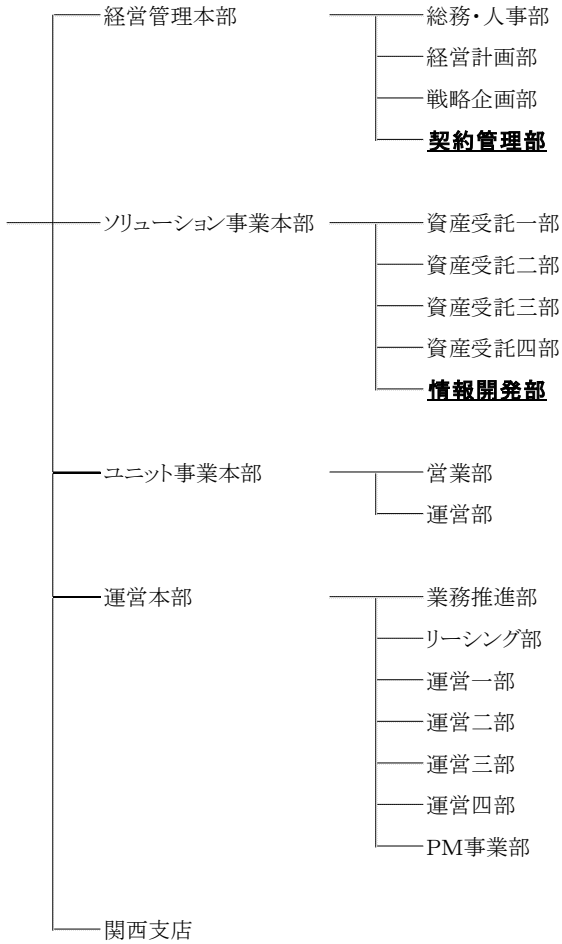 経営管理本部
総務・人事部
経営計画部
戦略企画部
契約管理部
ソリューション事業本部
資産受託一部
資産受託二部
資産受託三部
資産受託四部
情報開発部
ユニット事業本部
営業部
運営部
運営本部
業務推進部
リーシング部
運営一部
運営二部
運営三部
運営四部
PM事業部
関西支店